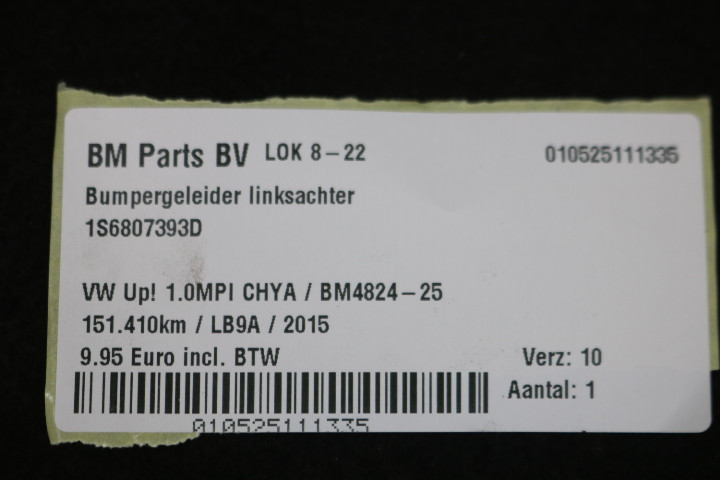 BM Parts BV LOK 8-22 010525111335
Bumpergeleider linksachter
1S6807393D
VW Up! 1.0MPI CHYA / BM4824-25
151.410km / LB9A / 2015
9.95 Euro incl. BTW Verz: 10
Aantal: 1
010525111335